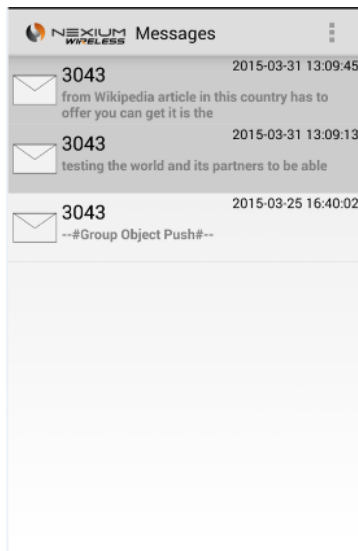 NEXIUM
WIRELESS
Messages
3043
2015-03-31 13:09:45
from Wikipedia article in this country has to
offer you can get it is the
3043
2015-03-31 13:09:13
testing the world and its partners to be able
3043
2015-03-25 16:40:02
--#Group Object Push#--